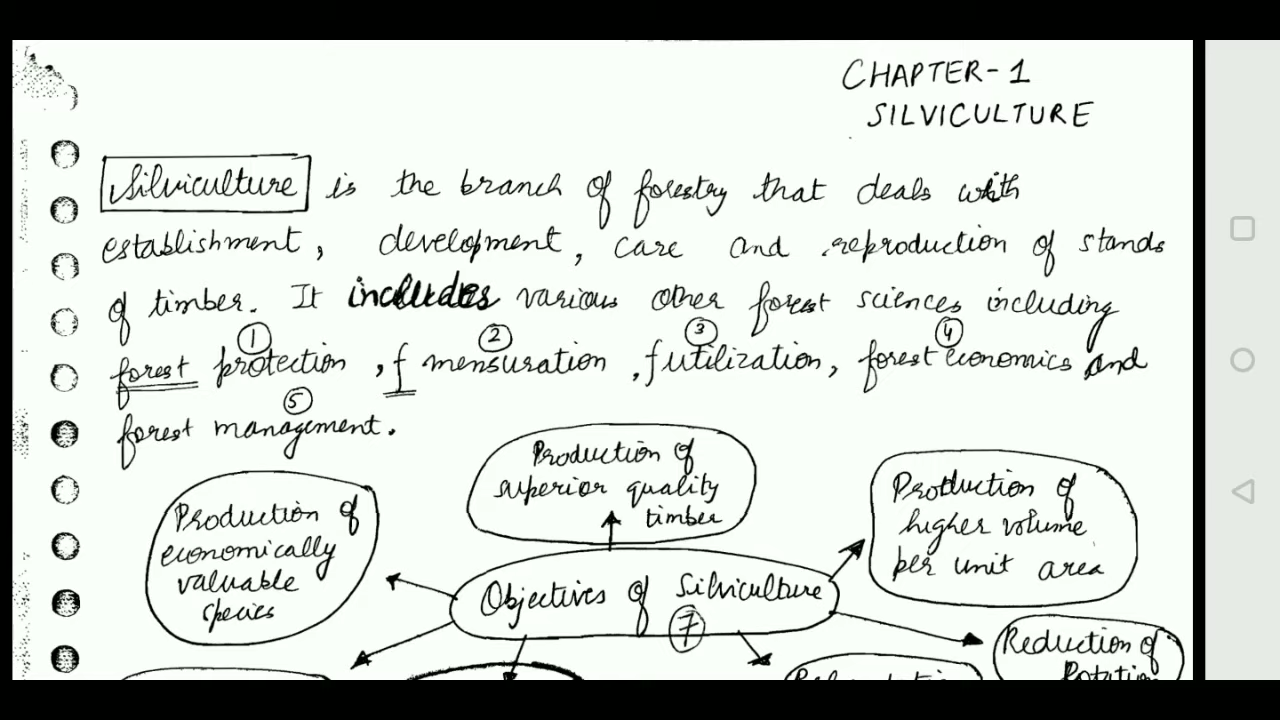 CHAPTER-1
SILVICULTURE
Silviculture is the branch of forestry that deals with
establishment, development, care and reproduction of stands
of timber. It includes various other forest sciences including
① ② ③ ④
forest protection, f mensuration, f utilization, forest economics and
⑤
forest management.
Production of
superior quality
timber
Production of
economically
valuable
species
Production of
higher volume
per unit area
Objectives of Silviculture
⑦
Reduction of
Rotation